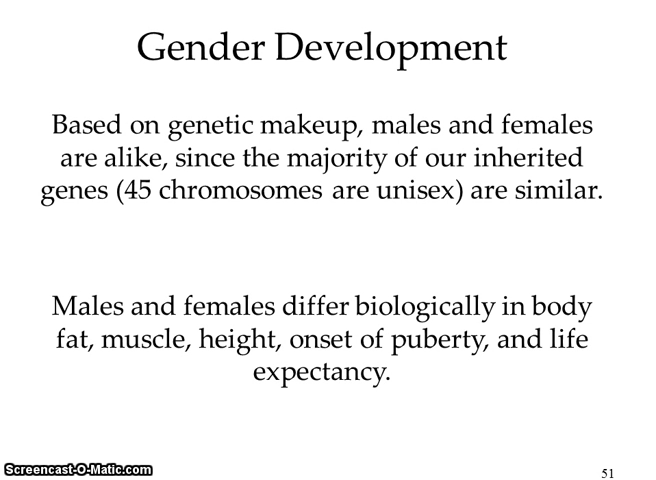 Gender Development
Based on genetic makeup, males and females
are alike, since the majority of our inherited
genes (45 chromosomes are unisex) are similar.
Males and females differ biologically in body
fat, muscle, height, onset of puberty, and life
expectancy.
Screencast-O-Matic.com
51